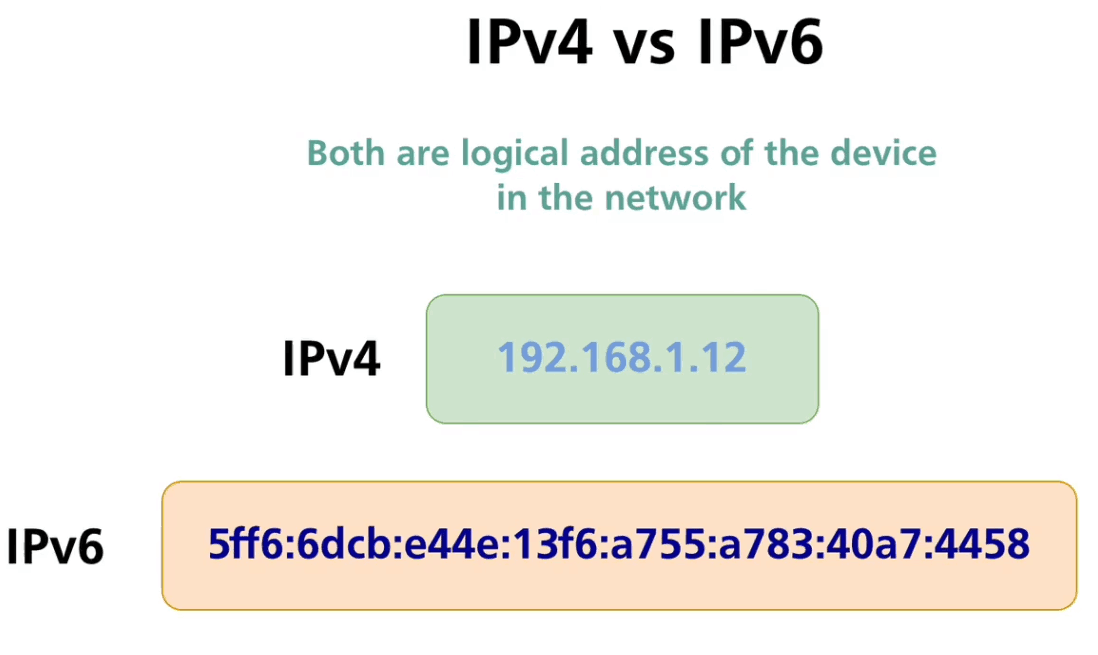 IPv4 vs IPv6
Both are logical address of the device
in the network
IPv4
192.168.1.12
IPv6
5ff6:6dcb:e44e:13f6:a755:a783:40a7:4458